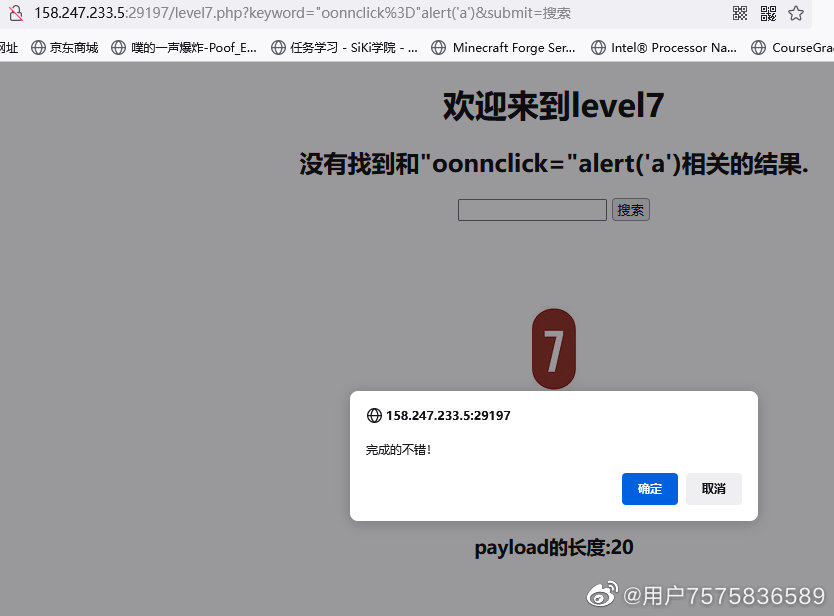 158.247.233.5:29197/level7.php?keyword="oonnclick%3D"alert('a')&submit=搜索
网址 京东商城 噗的一声爆炸-Poof_E... 任务学习 - SiKi学院 - ... Minecraft Forge Ser... Intel® Processor Na... CourseGra
欢迎来到level7
没有找到和"oonnclick="alert('a')相关的结果.
搜索
7
158.247.233.5:29197
完成的不错!
确定 取消
payload的长度:20
@用户7575836589